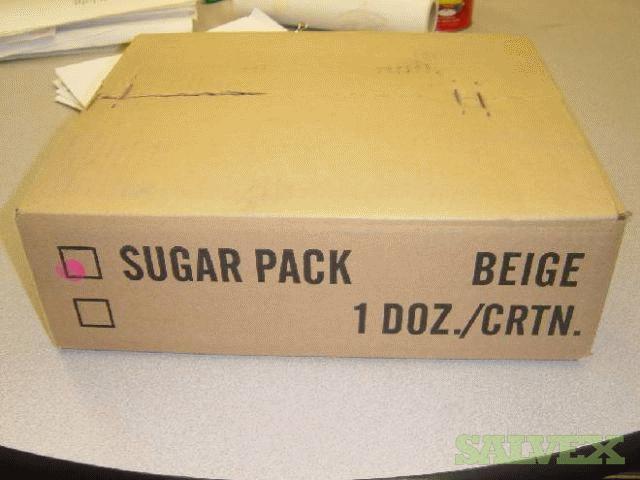 SUGAR PACK BEIGE
1 DOZ./CRTN.
SALVEX